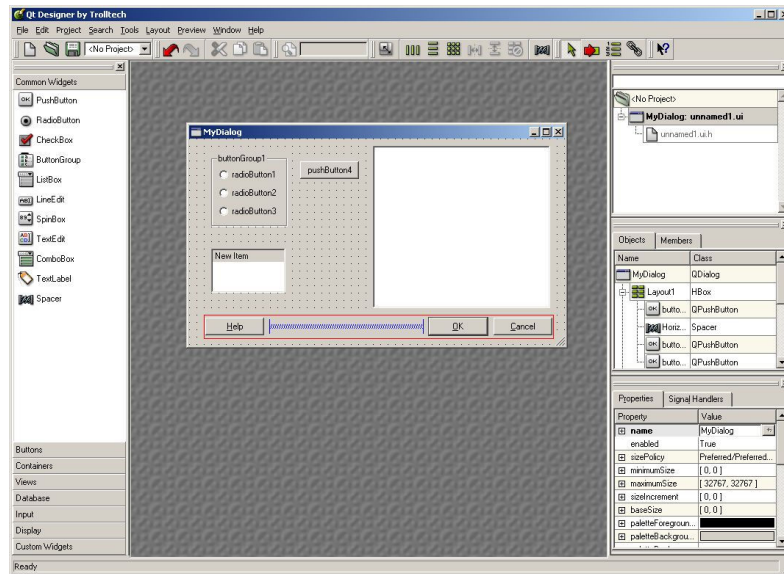 Qt Designer by Trolltech
File Edit Project Search Tools Layout Preview Window Help
<No Project>
Common Widgets
PushButton
RadioButton
CheckBox
ButtonGroup
ListBox
LineEdit
SpinBox
TextEdit
ComboBox
TextLabel
Spacer
Buttons
Containers
Views
Database
Input
Display
Custom Widgets
MyDialog
buttonGroup1
radioButton1
radioButton2
radioButton3
pushButton4
New Item
Help
OK
Cancel
<No Project>
MyDialog: unnamed1.ui
unnamed1.ui.h
Objects Members
Name Class
MyDialog QDialog
Layout1 HBox
butto... QPushButton
Horiz... Spacer
butto... QPushButton
butto... QPushButton
Properties Signal Handlers
Property Value
name MyDialog
enabled True
sizePolicy Preferred/Preferred...
minimumSize [ 0, 0 ]
maximumSize [ 32767, 32767 ]
sizeIncrement [ 0, 0 ]
baseSize [ 0, 0 ]
paletteForegroun...
paletteBackgrou...
Ready